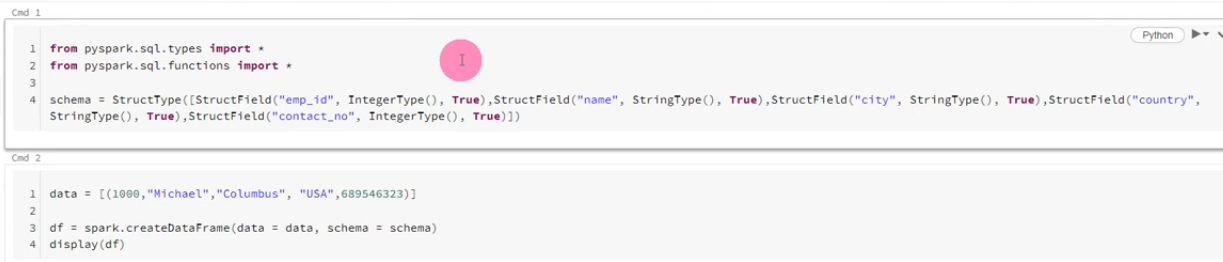 Cmd 1
Python
1 from pyspark.sql.types import *
2 from pyspark.sql.functions import *
3
4 schema = StructType([StructField("emp_id", IntegerType(), True),StructField("name", StringType(), True),StructField("city", StringType(), True),StructField("country",
StringType(), True),StructField("contact_no", IntegerType(), True)])
Cmd 2
1 data = [(1000,"Michael","Columbus", "USA",689546323)]
2
3 df = spark.createDataFrame(data = data, schema = schema)
4 display(df)